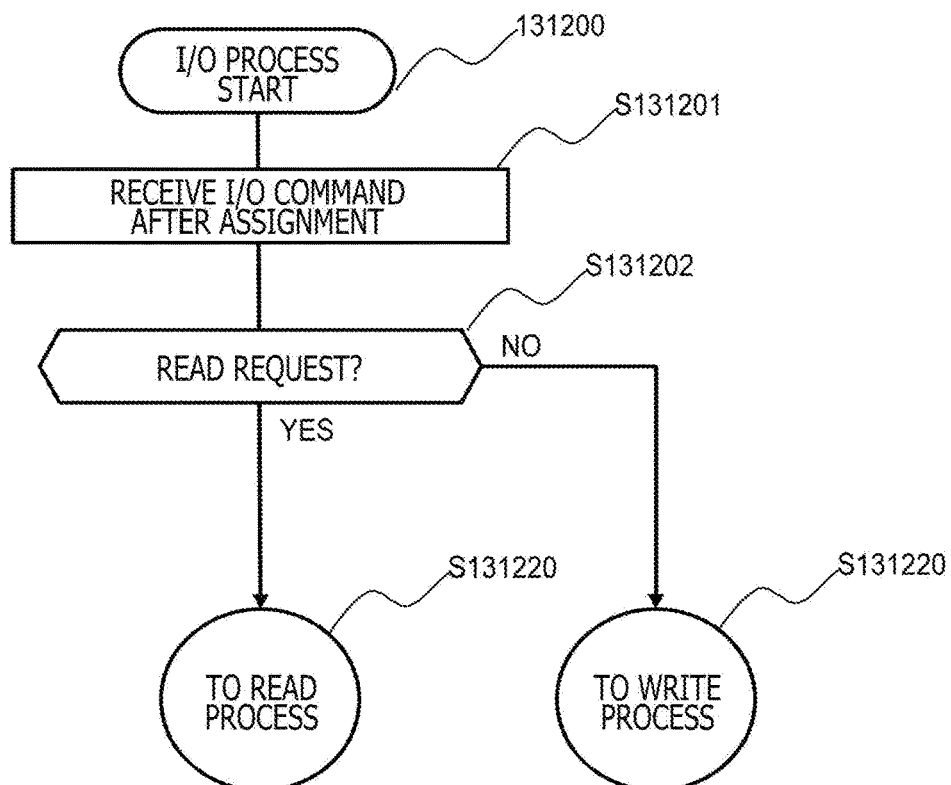 131200
I/O PROCESS
START
S131201
RECEIVE I/O COMMAND
AFTER ASSIGNMENT
S131202
READ REQUEST?
NO
YES
S131220
S131220
TO READ
PROCESS
TO WRITE
PROCESS